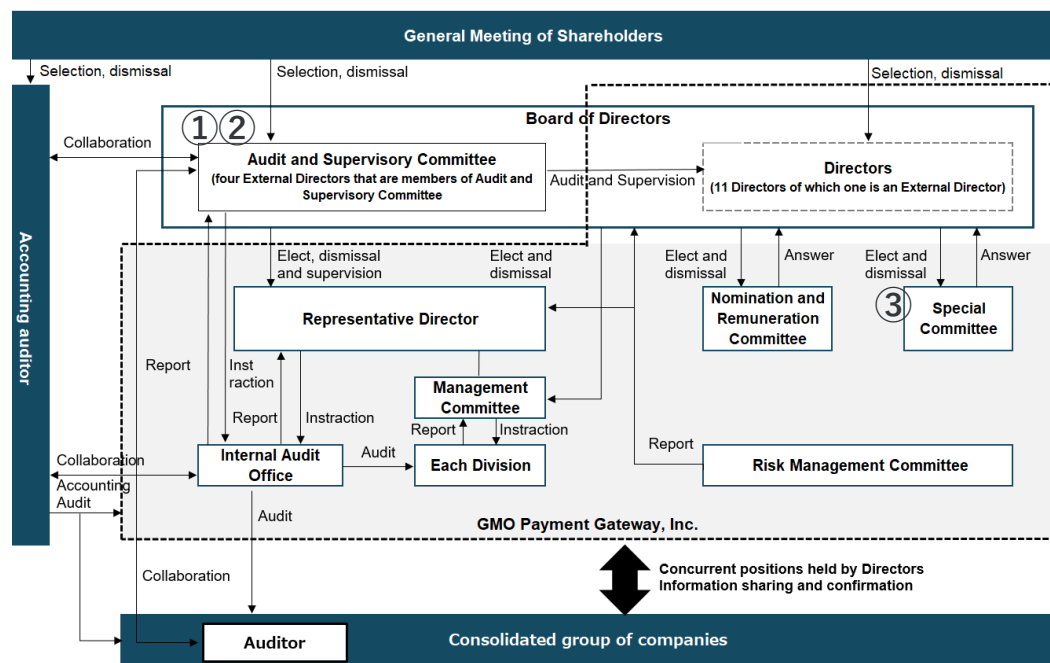 General Meeting of Shareholders
Selection, dismissal
Selection, dismissal
Selection, dismissal
Accounting auditor
Board of Directors
① ②
Collaboration
Audit and Supervisory Committee
(four External Directors that are members of Audit and
Supervisory Committee
Audit and Supervision
Directors
(11 Directors of which one is an External Director)
Elect, dismissal
and supervision
Elect and
dismissal
Elect and
dismissal
Answer
Elect and
dismissal
Answer
Representative Director
Nomination and
Remuneration
Committee
③
Special
Committee
Report
Inst
raction
Report
Instraction
Management
Committee
Report
Instraction
Internal Audit
Office
Audit
Each Division
Report
Risk Management Committee
Collaboration
Accounting
Audit
Audit
GMO Payment Gateway, Inc.
Collaboration
Concurrent positions held by Directors
Information sharing and confirmation
Auditor
Consolidated group of companies